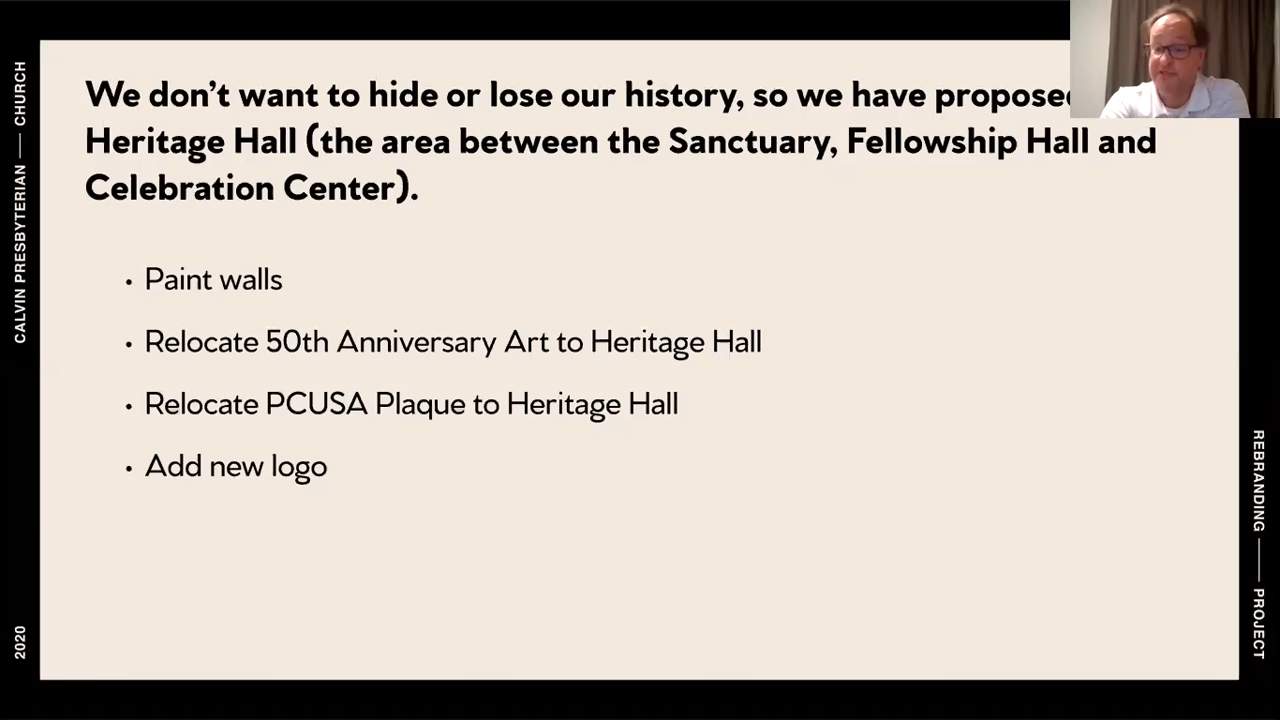 We don't want to hide or lose our history, so we have
Heritage Hall (the area between the Sanctuary, Fellowship Hall and
Celebration Center).
• Paint walls
• Relocate 50th Anniversary Art to Heritage Hall
• Relocate PCUSA Plaque to Heritage Hall
• Add new logo
CALVIN PRESBYTERIAN — CHURCH
2020
REBRANDING — PROJECT